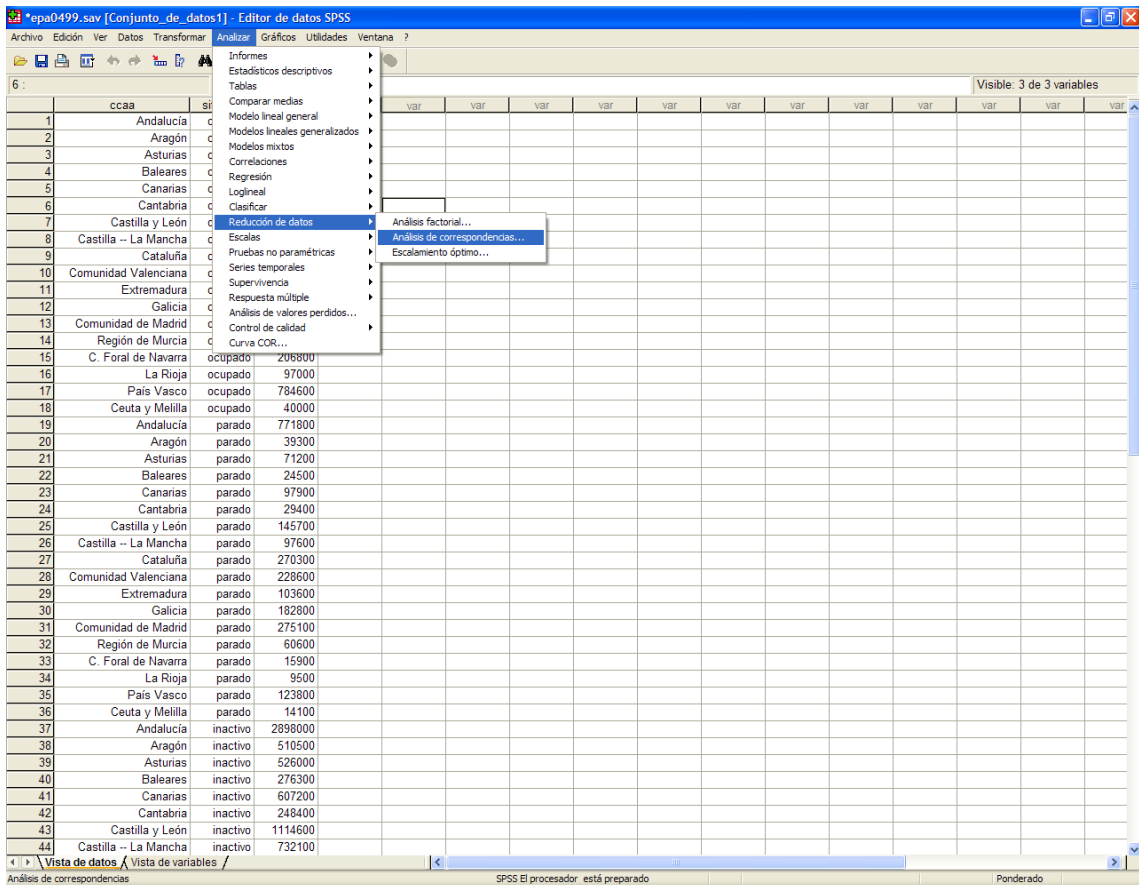 *epa0499.sav [Conjunto_de_datos1] - Editor de datos SPSS
Archivo Edición Ver Datos Transformar Analizar Gráficos Utilidades Ventana ?
6 :
Visible: 3 de 3 variables
Informes
Estadísticos descriptivos
Tablas
Comparar medias
Modelo lineal general
Modelos lineales generalizados
Modelos mixtos
Correlaciones
Regresión
Loglineal
Clasificar
Reducción de datos
Escalas
Pruebas no paramétricas
Series temporales
Supervivencia
Respuesta múltiple
Análisis de valores perdidos...
Control de calidad
Curva COR...
Análisis factorial...
Análisis de correspondencias...
Escalamiento óptimo...
ccaa var var var var var var var var var var var var
1 Andalucía
2 Aragón
3 Asturias
4 Baleares
5 Canarias
6 Cantabria
7 Castilla y León
8 Castilla -- La Mancha
9 Cataluña
10 Comunidad Valenciana
11 Extremadura
12 Galicia
13 Comunidad de Madrid
14 Región de Murcia
15 C. Foral de Navarra ocupado 206800
16 La Rioja ocupado 97000
17 País Vasco ocupado 784600
18 Ceuta y Melilla ocupado 40000
19 Andalucía parado 771800
20 Aragón parado 39300
21 Asturias parado 71200
22 Baleares parado 24500
23 Canarias parado 97900
24 Cantabria parado 29400
25 Castilla y León parado 145700
26 Castilla -- La Mancha parado 97600
27 Cataluña parado 270300
28 Comunidad Valenciana parado 228600
29 Extremadura parado 103600
30 Galicia parado 182800
31 Comunidad de Madrid parado 275100
32 Región de Murcia parado 60600
33 C. Foral de Navarra parado 15900
34 La Rioja parado 9500
35 País Vasco parado 123800
36 Ceuta y Melilla parado 14100
37 Andalucía inactivo 2898000
38 Aragón inactivo 510500
39 Asturias inactivo 526000
40 Baleares inactivo 276300
41 Canarias inactivo 607200
42 Cantabria inactivo 248400
43 Castilla y León inactivo 1114600
44 Castilla -- La Mancha inactivo 732100
Vista de datos Vista de variables
Análisis de correspondencias SPSS El procesador está preparado Ponderado